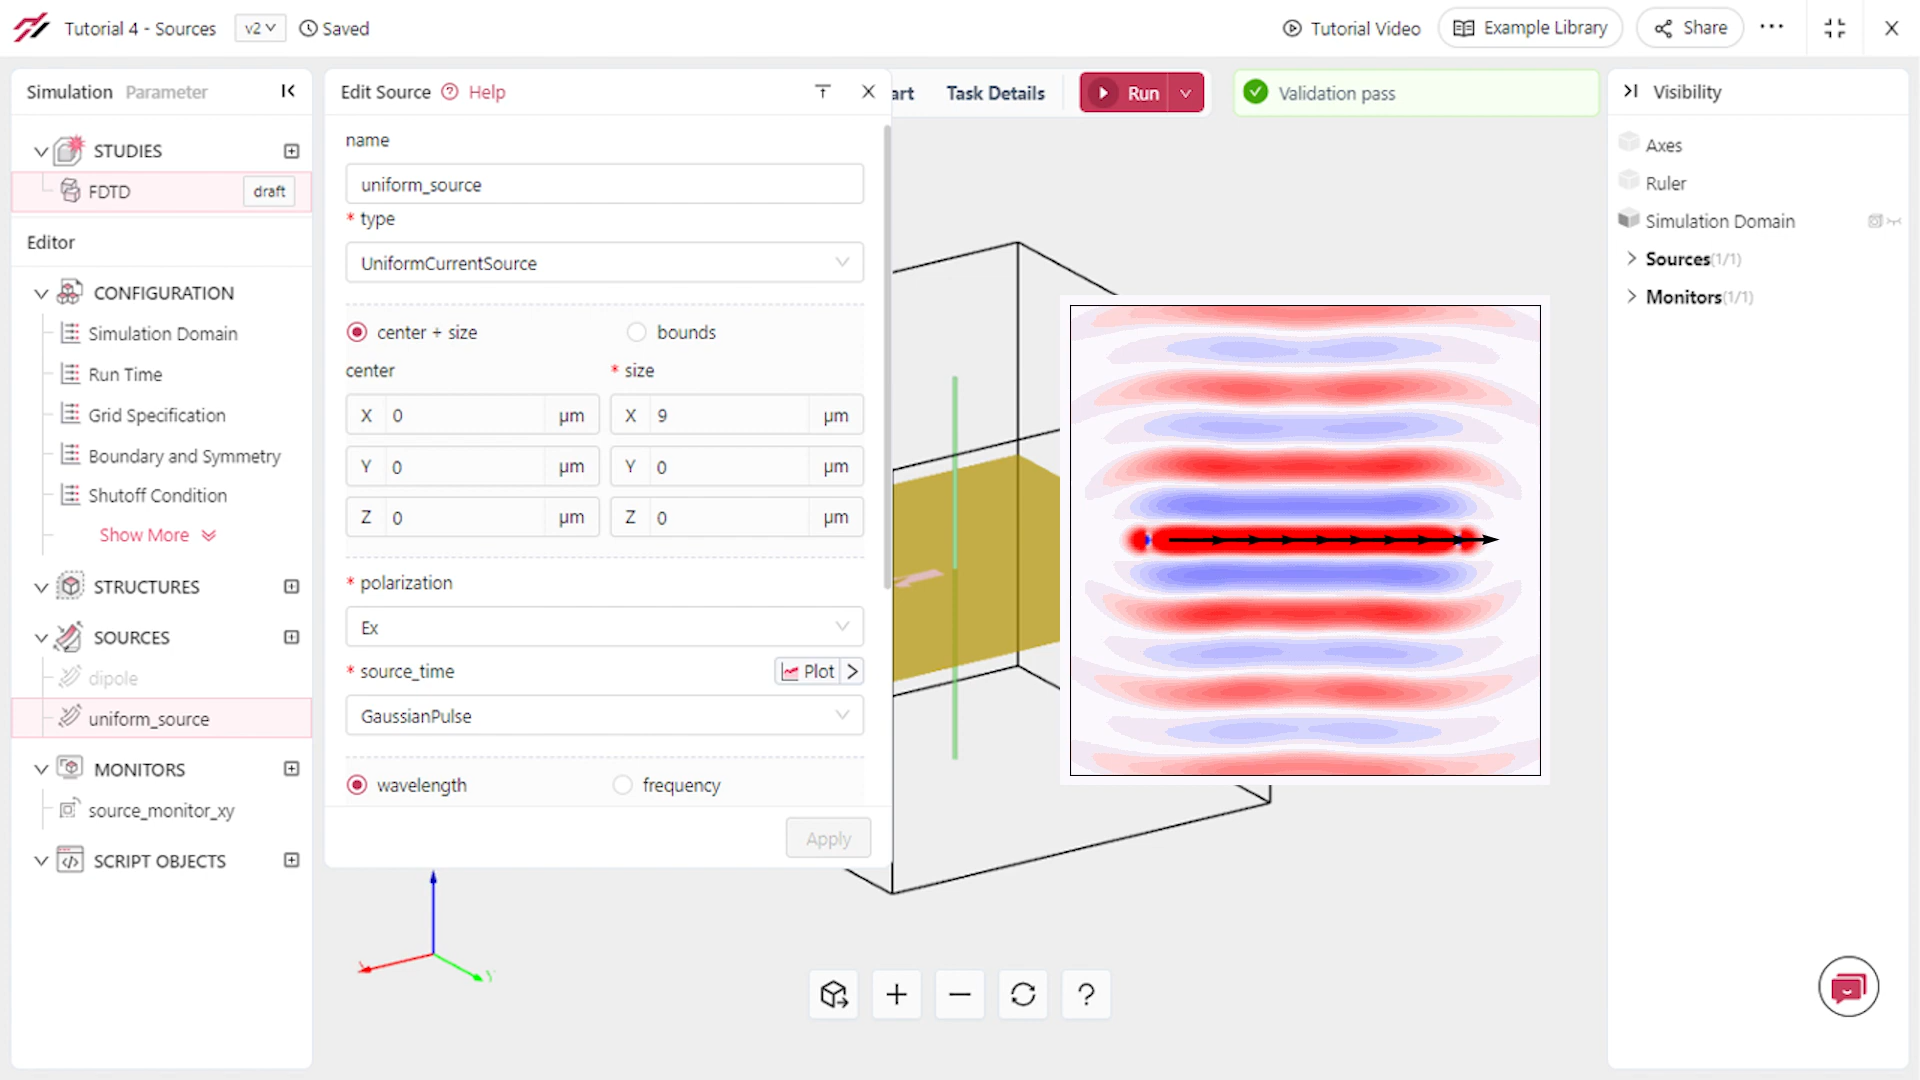 Tutorial 4 - Sources
v2
Saved
Tutorial Video
Example Library
Share
Simulation Parameter
STUDIES
FDTD
draft
Editor
CONFIGURATION
Simulation Domain
Run Time
Grid Specification
Boundary and Symmetry
Shutoff Condition
Show More
STRUCTURES
SOURCES
dipole
uniform_source
MONITORS
source_monitor_xy
SCRIPT OBJECTS
Edit Source ? Help
name
uniform_source
* type
UniformCurrentSource
center + size
bounds
center
* size
X 0 µm X 9 µm
Y 0 µm Y 0 µm
Z 0 µm Z 0 µm
* polarization
Ex
* source_time
Plot
GaussianPulse
wavelength
frequency
Apply
art
Task Details
Run
Validation pass
Visibility
Axes
Ruler
Simulation Domain
Sources(1/1)
Monitors(1/1)
?